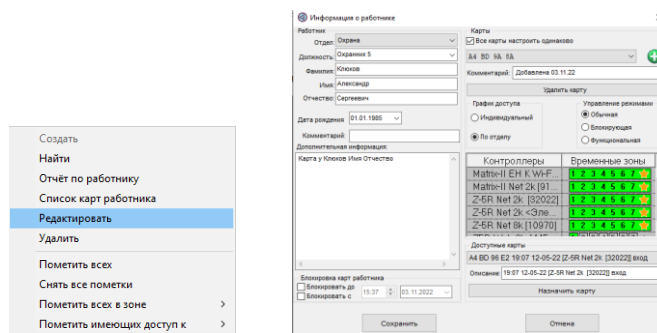 Создать
Найти
Отчёт по работнику
Список карт работника
Редактировать
Удалить
Пометить всех
Снять все пометки
Пометить всех в зоне
Пометить имеющих доступ к
Информация о работнике
Работник
Отдел: Охрана
Должность: Охранник 5
Фамилия: Клюков
Имя: Александр
Отчество: Сергеевич
Дата рождения 01.01.1985
Комментарий:
Дополнительная информация:
Карта у Клюков Имя Отчество
Блокировка карт работника
Блокировать до
Блокировать с
15:37 03.11.2022
Сохранить
Карты
Все карты настроить одинаково
A4 BD 9A 6A
Комментарий: Добавлена 03.11.22
Удалить карту
График доступа
Индивидуальный
По отделу
Управление режимами
Обычная
Блокирующая
Функциональная
Контроллеры Временные зоны
Matrix-II EH K Wi-F... 1 2 3 4 5 6 7
Matrix-II Net 2k [91... 1 2 3 4 5 6 7
Z-5R Net 2k [32022] 1 2 3 4 5 6 7
Z-5R Net 2k <Эле... 1 2 3 4 5 6 7
Z-5R Net 8k [10970] 1 2 3 4 5 6 7
Доступные карты
A4 BD 96 E2 19:07 12-05-22 [Z-5R Net 2k [32022]] вход
Описание: 19:07 12-05-22 [Z-5R Net 2k [32022]] вход
Назначить карту
Отмена